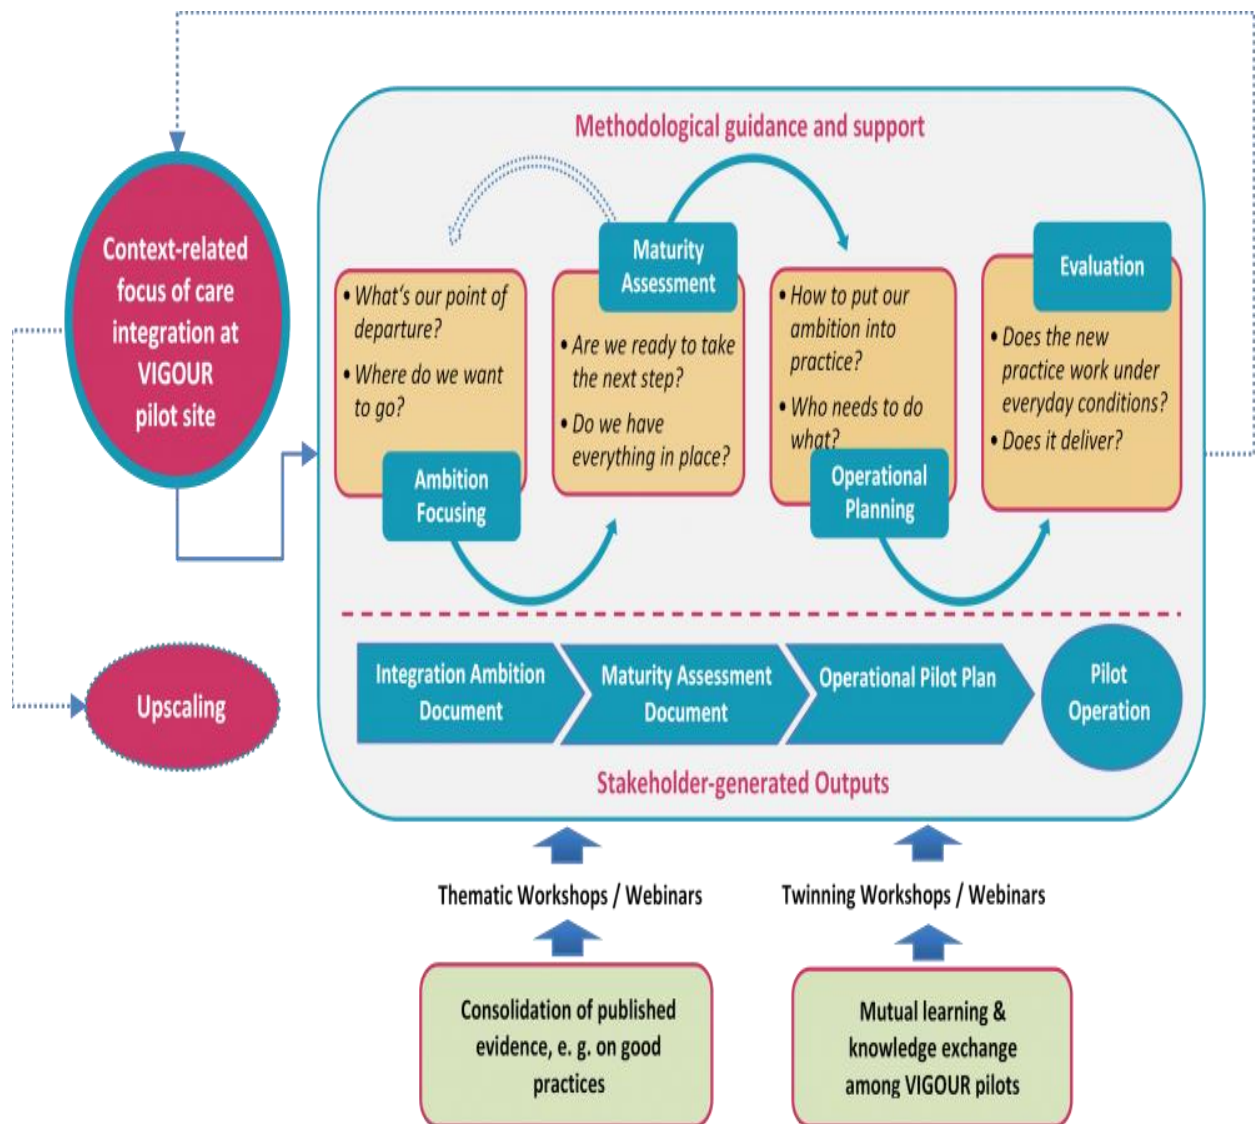 Methodological guidance and support
Context-related
focus of care
integration at
VIGOUR
pilot site
• What‘s our point of
departure?
• Where do we want
to go?
Ambition
Focusing
Maturity
Assessment
• Are we ready to take
the next step?
• Do we have
everything in place?
• How to put our
ambition into
practice?
• Who needs to do
what?
Operational
Planning
Evaluation
• Does the new
practice work under
everyday conditions?
• Does it deliver?
Upscaling
Integration Ambition
Document
Maturity Assessment
Document
Operational Pilot Plan
Pilot
Operation
Stakeholder-generated Outputs
Thematic Workshops / Webinars
Twinning Workshops / Webinars
Consolidation of published
evidence, e. g. on good
practices
Mutual learning &
knowledge exchange
among VIGOUR pilots